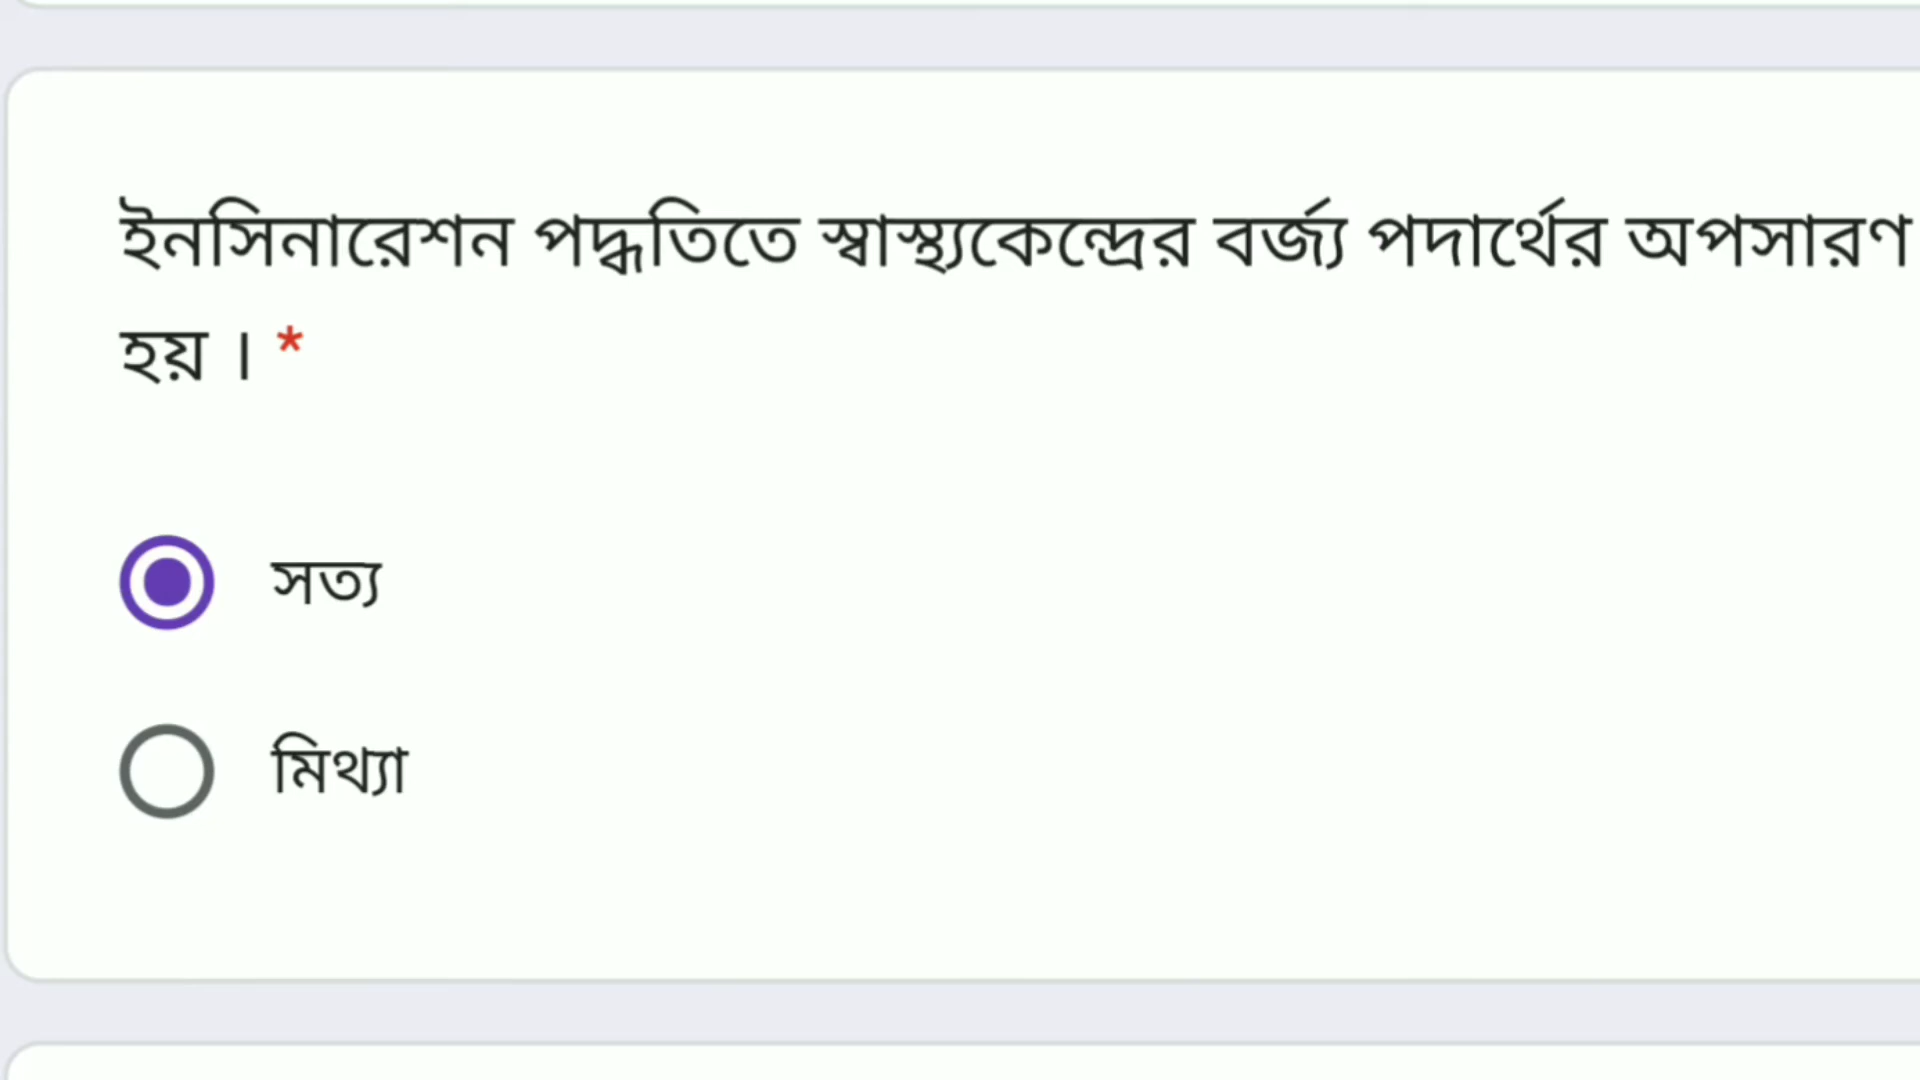 ইনসিনারেশন পদ্ধতিতে স্বাস্থ্যকেন্দ্রের বর্জ্য পদার্থের অপসারণ
হয় । *
সত্য
মিথ্যা